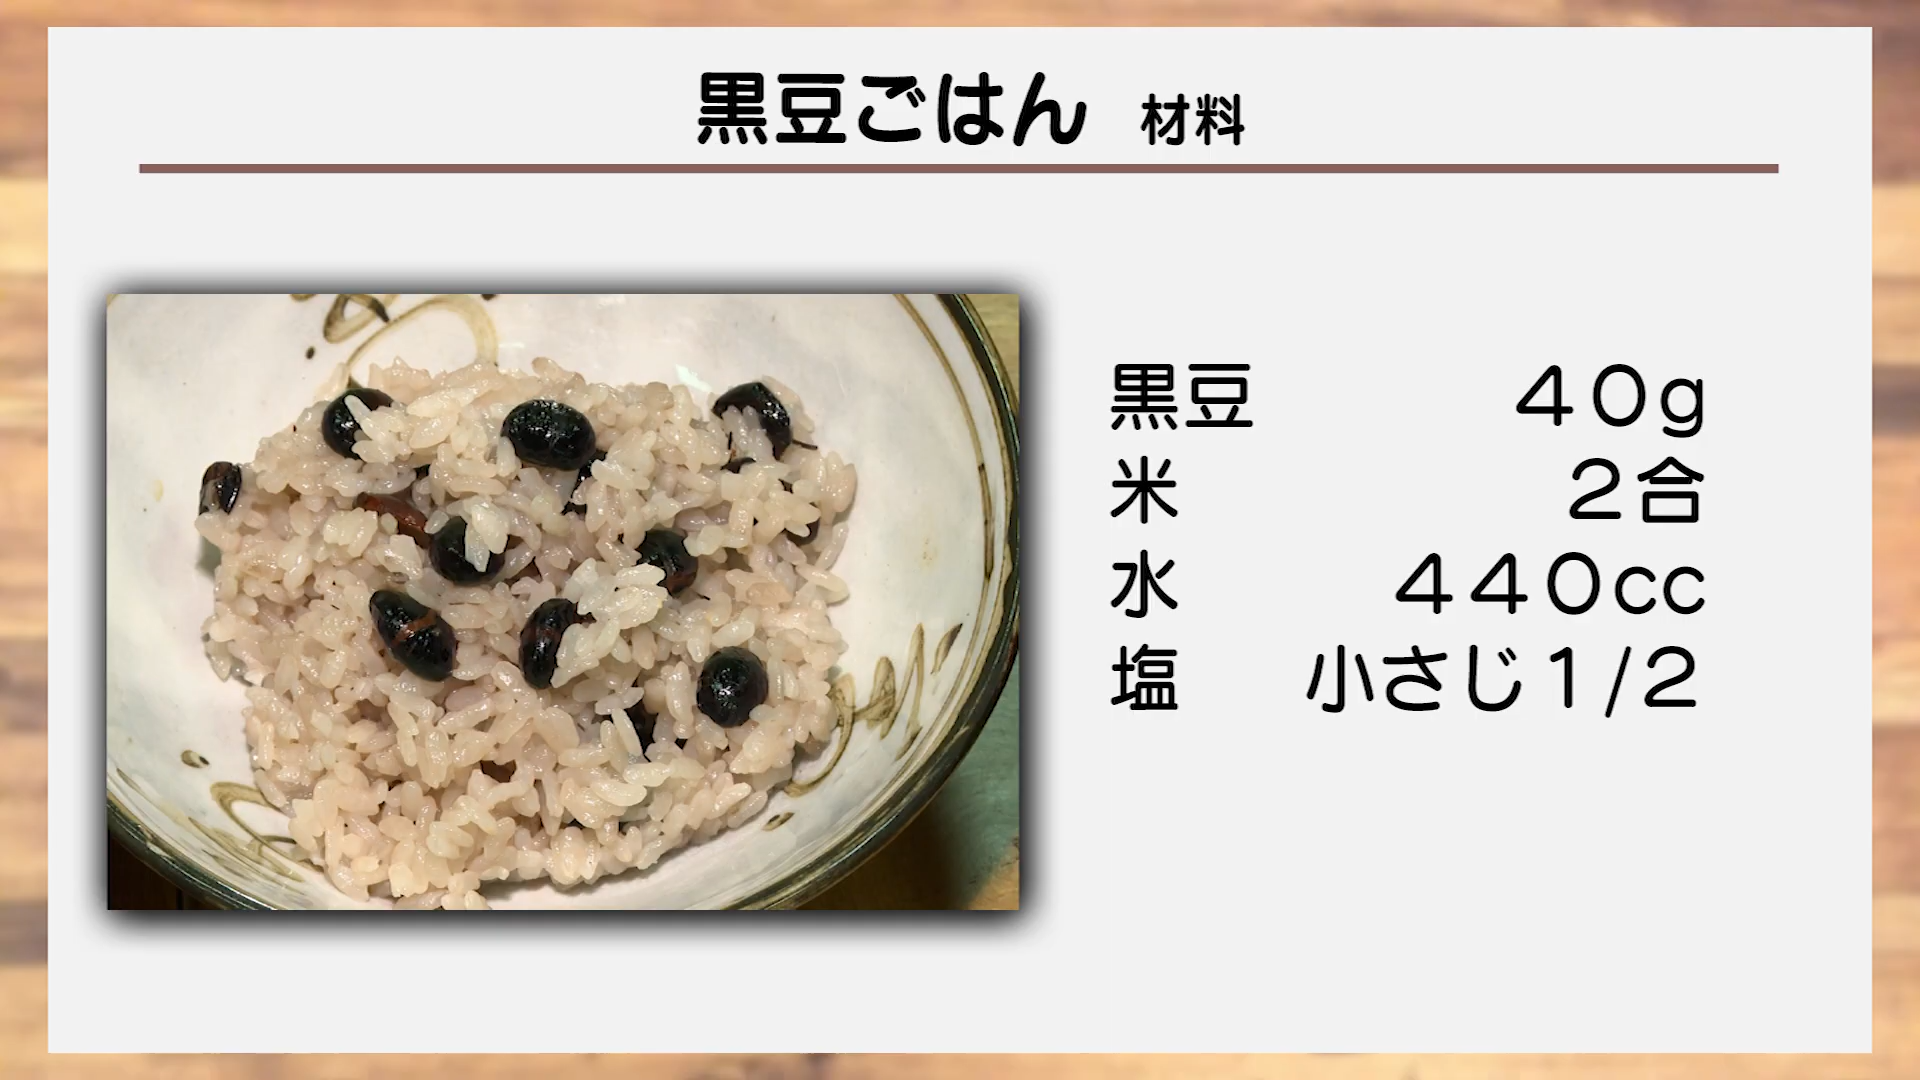 黒豆ごはん 材料
黒豆 40g
米 2合
水 440cc
塩 小さじ1/2